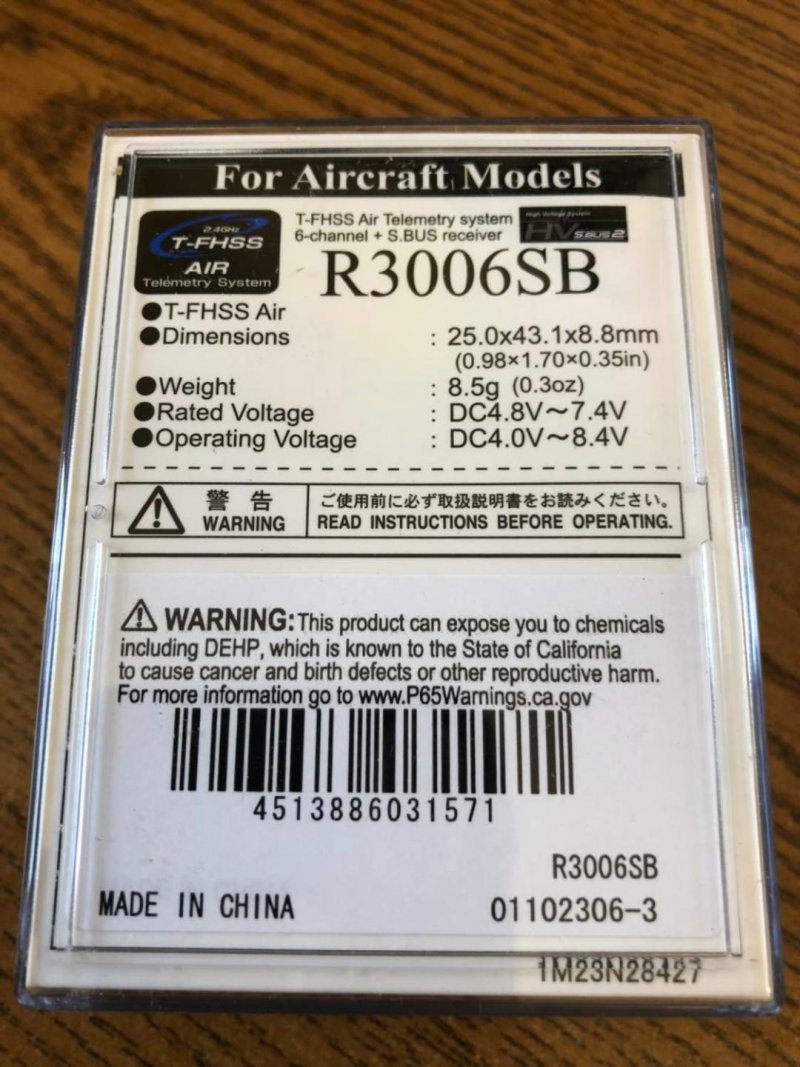 For Aircraft Models
2.4GHz
T-FHSS
AIR
Telemetry System
T-FHSS Air Telemetry system
6-channel + S.BUS receiver
High Voltage System
HV S.BUS2
R3006SB
●T-FHSS Air
●Dimensions : 25.0x43.1x8.8mm
(0.98×1.70×0.35in)
●Weight : 8.5g (0.3oz)
●Rated Voltage : DC4.8V～7.4V
●Operating Voltage : DC4.0V～8.4V
警告
WARNING
ご使用前に必ず取扱説明書をお読みください。
READ INSTRUCTIONS BEFORE OPERATING.
WARNING: This product can expose you to chemicals
including DEHP, which is known to the State of California
to cause cancer and birth defects or other reproductive harm.
For more information go to www.P65Warnings.ca.gov
4513886031571
R3006SB
MADE IN CHINA
01102306-3
1M23N28427